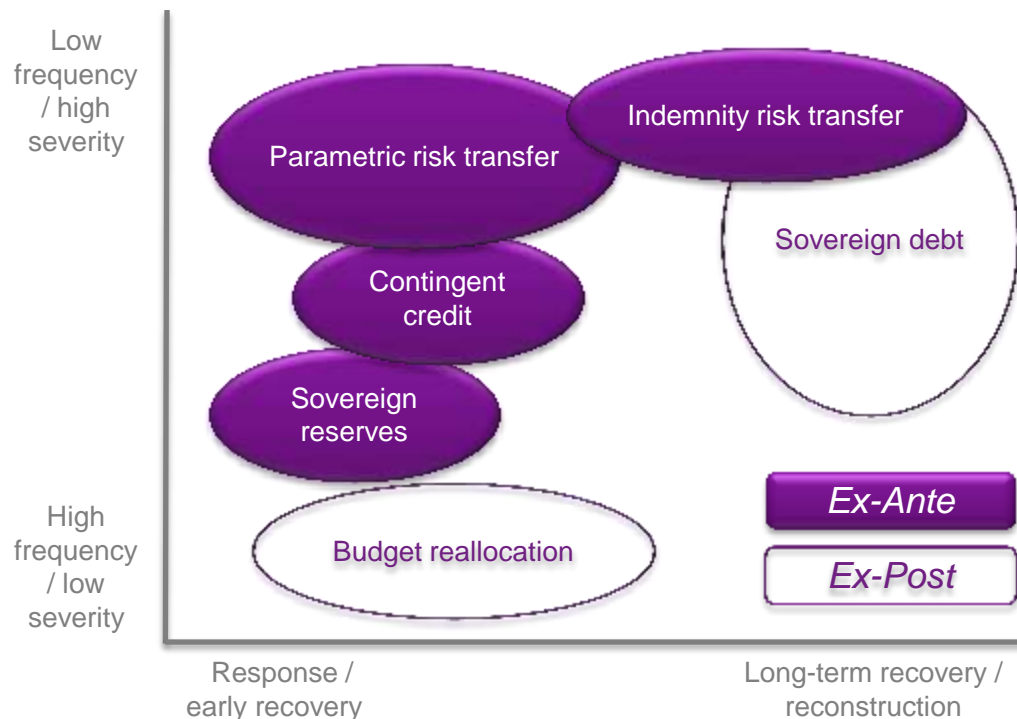 Low
frequency
/ high
severity
Indemnity risk transfer
Parametric risk transfer
Sovereign debt
Contingent
credit
Sovereign
reserves
High
frequency
/ low
severity
Ex-Ante
Budget reallocation
Ex-Post
Response /
early recovery
Long-term recovery /
reconstruction